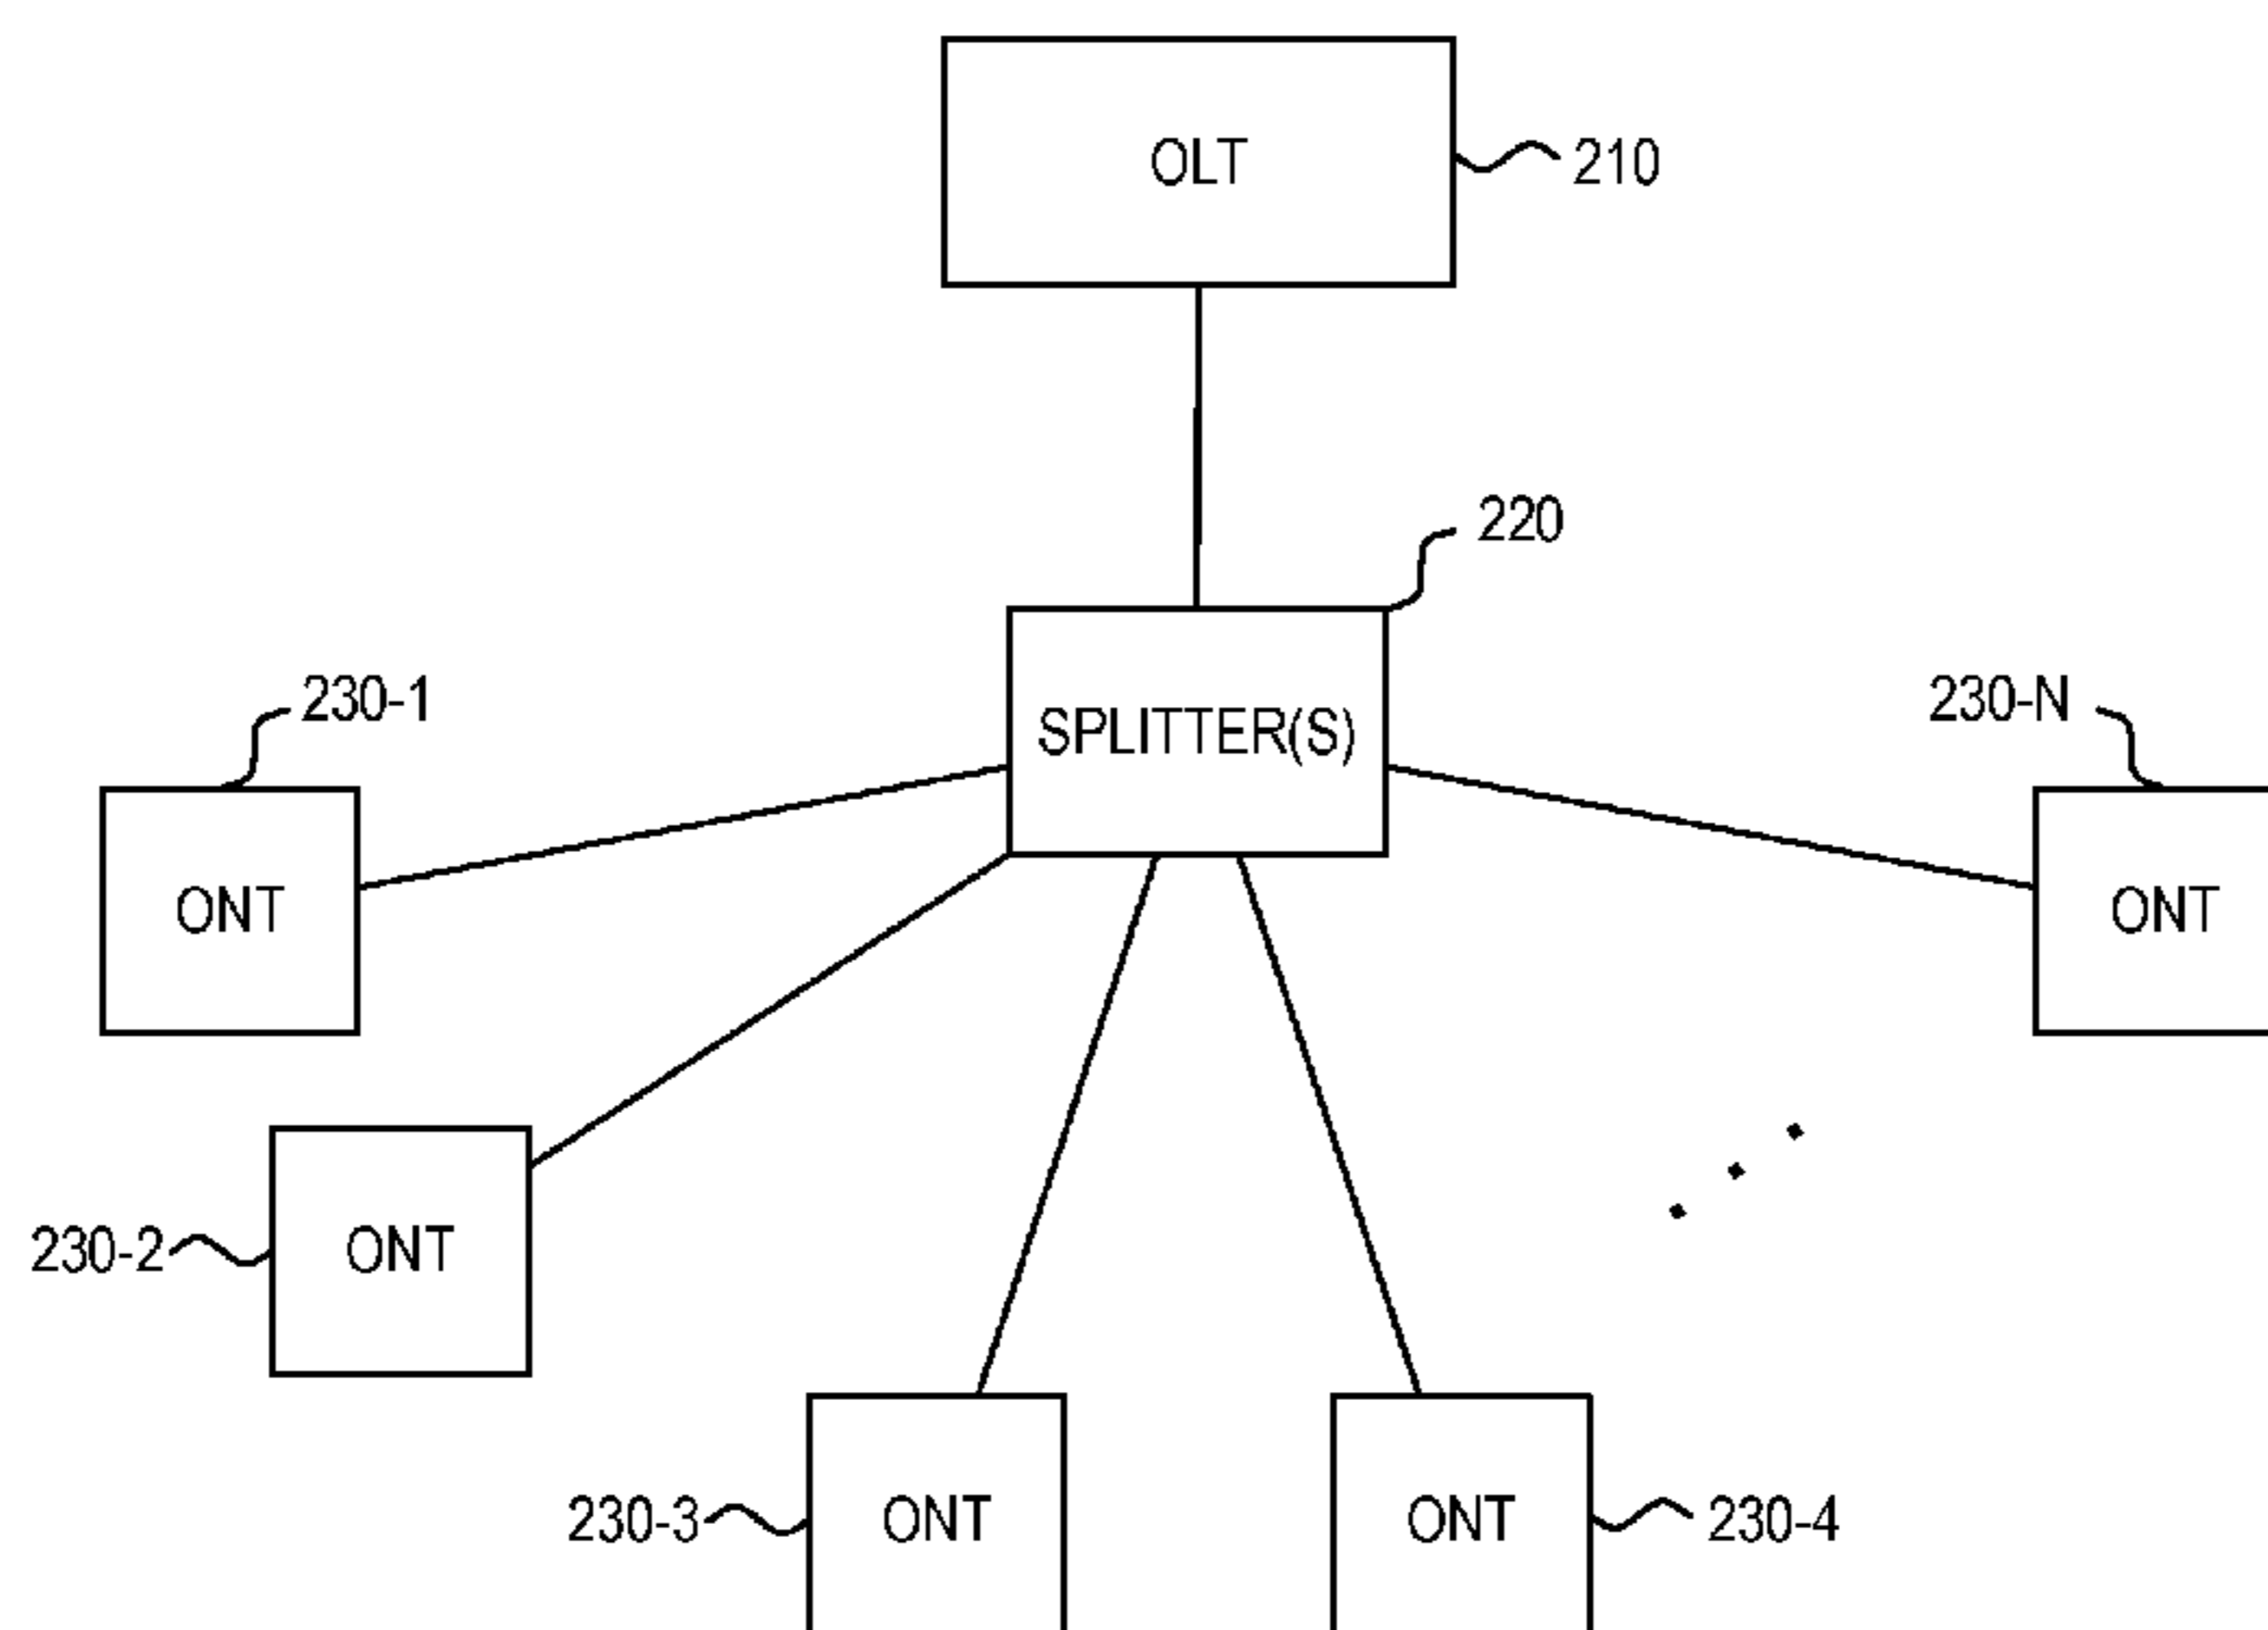 OLT
210
220
SPLITTER(S)
230-1
230-N
ONT
ONT
230-2
ONT
230-3
ONT
ONT
230-4